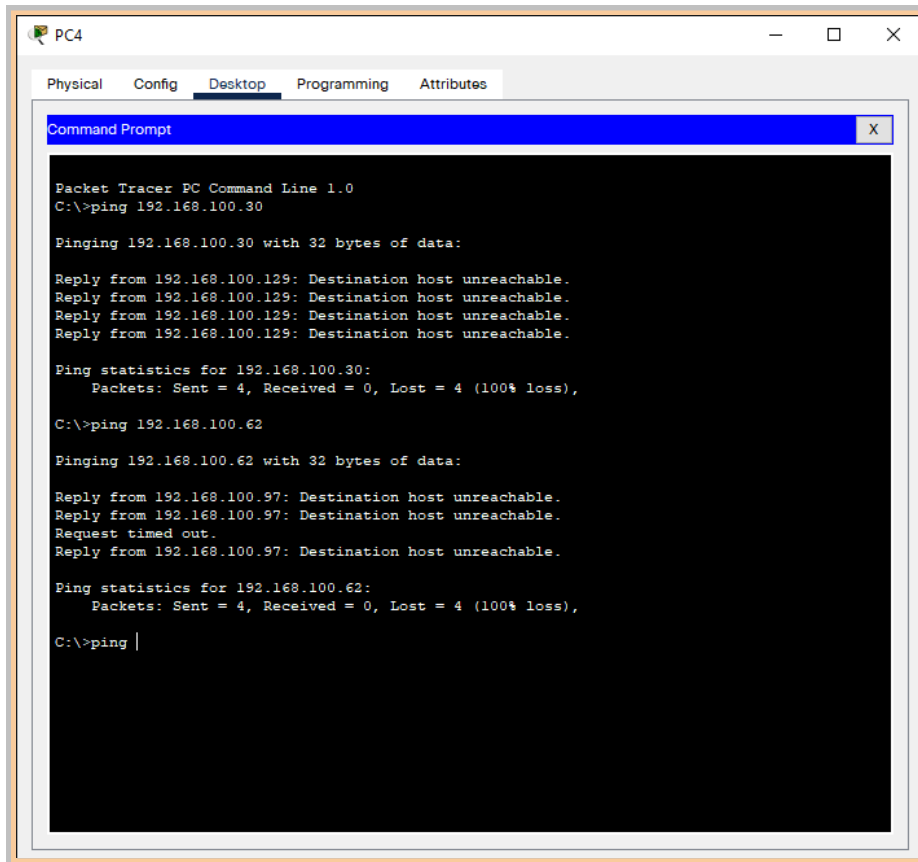 PC4
Physical Config Desktop Programming Attributes
Command Prompt
X
Packet Tracer PC Command Line 1.0
C:\>ping 192.168.100.30
Pinging 192.168.100.30 with 32 bytes of data:
Reply from 192.168.100.129: Destination host unreachable.
Reply from 192.168.100.129: Destination host unreachable.
Reply from 192.168.100.129: Destination host unreachable.
Reply from 192.168.100.129: Destination host unreachable.
Ping statistics for 192.168.100.30:
Packets: Sent = 4, Received = 0, Lost = 4 (100% loss),
C:\>ping 192.168.100.62
Pinging 192.168.100.62 with 32 bytes of data:
Reply from 192.168.100.97: Destination host unreachable.
Reply from 192.168.100.97: Destination host unreachable.
Request timed out.
Reply from 192.168.100.97: Destination host unreachable.
Ping statistics for 192.168.100.62:
Packets: Sent = 4, Received = 0, Lost = 4 (100% loss),
C:\>ping